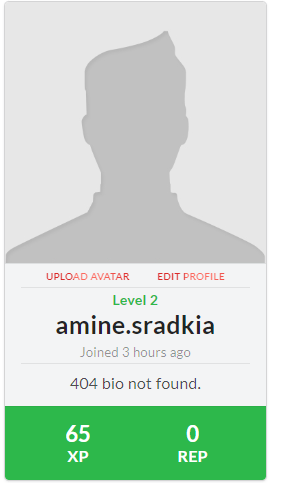 UPLOAD AVATAR EDIT PROFILE
Level 2
amine.sradkia
Joined 3 hours ago
404 bio not found.
65 0
XP REP